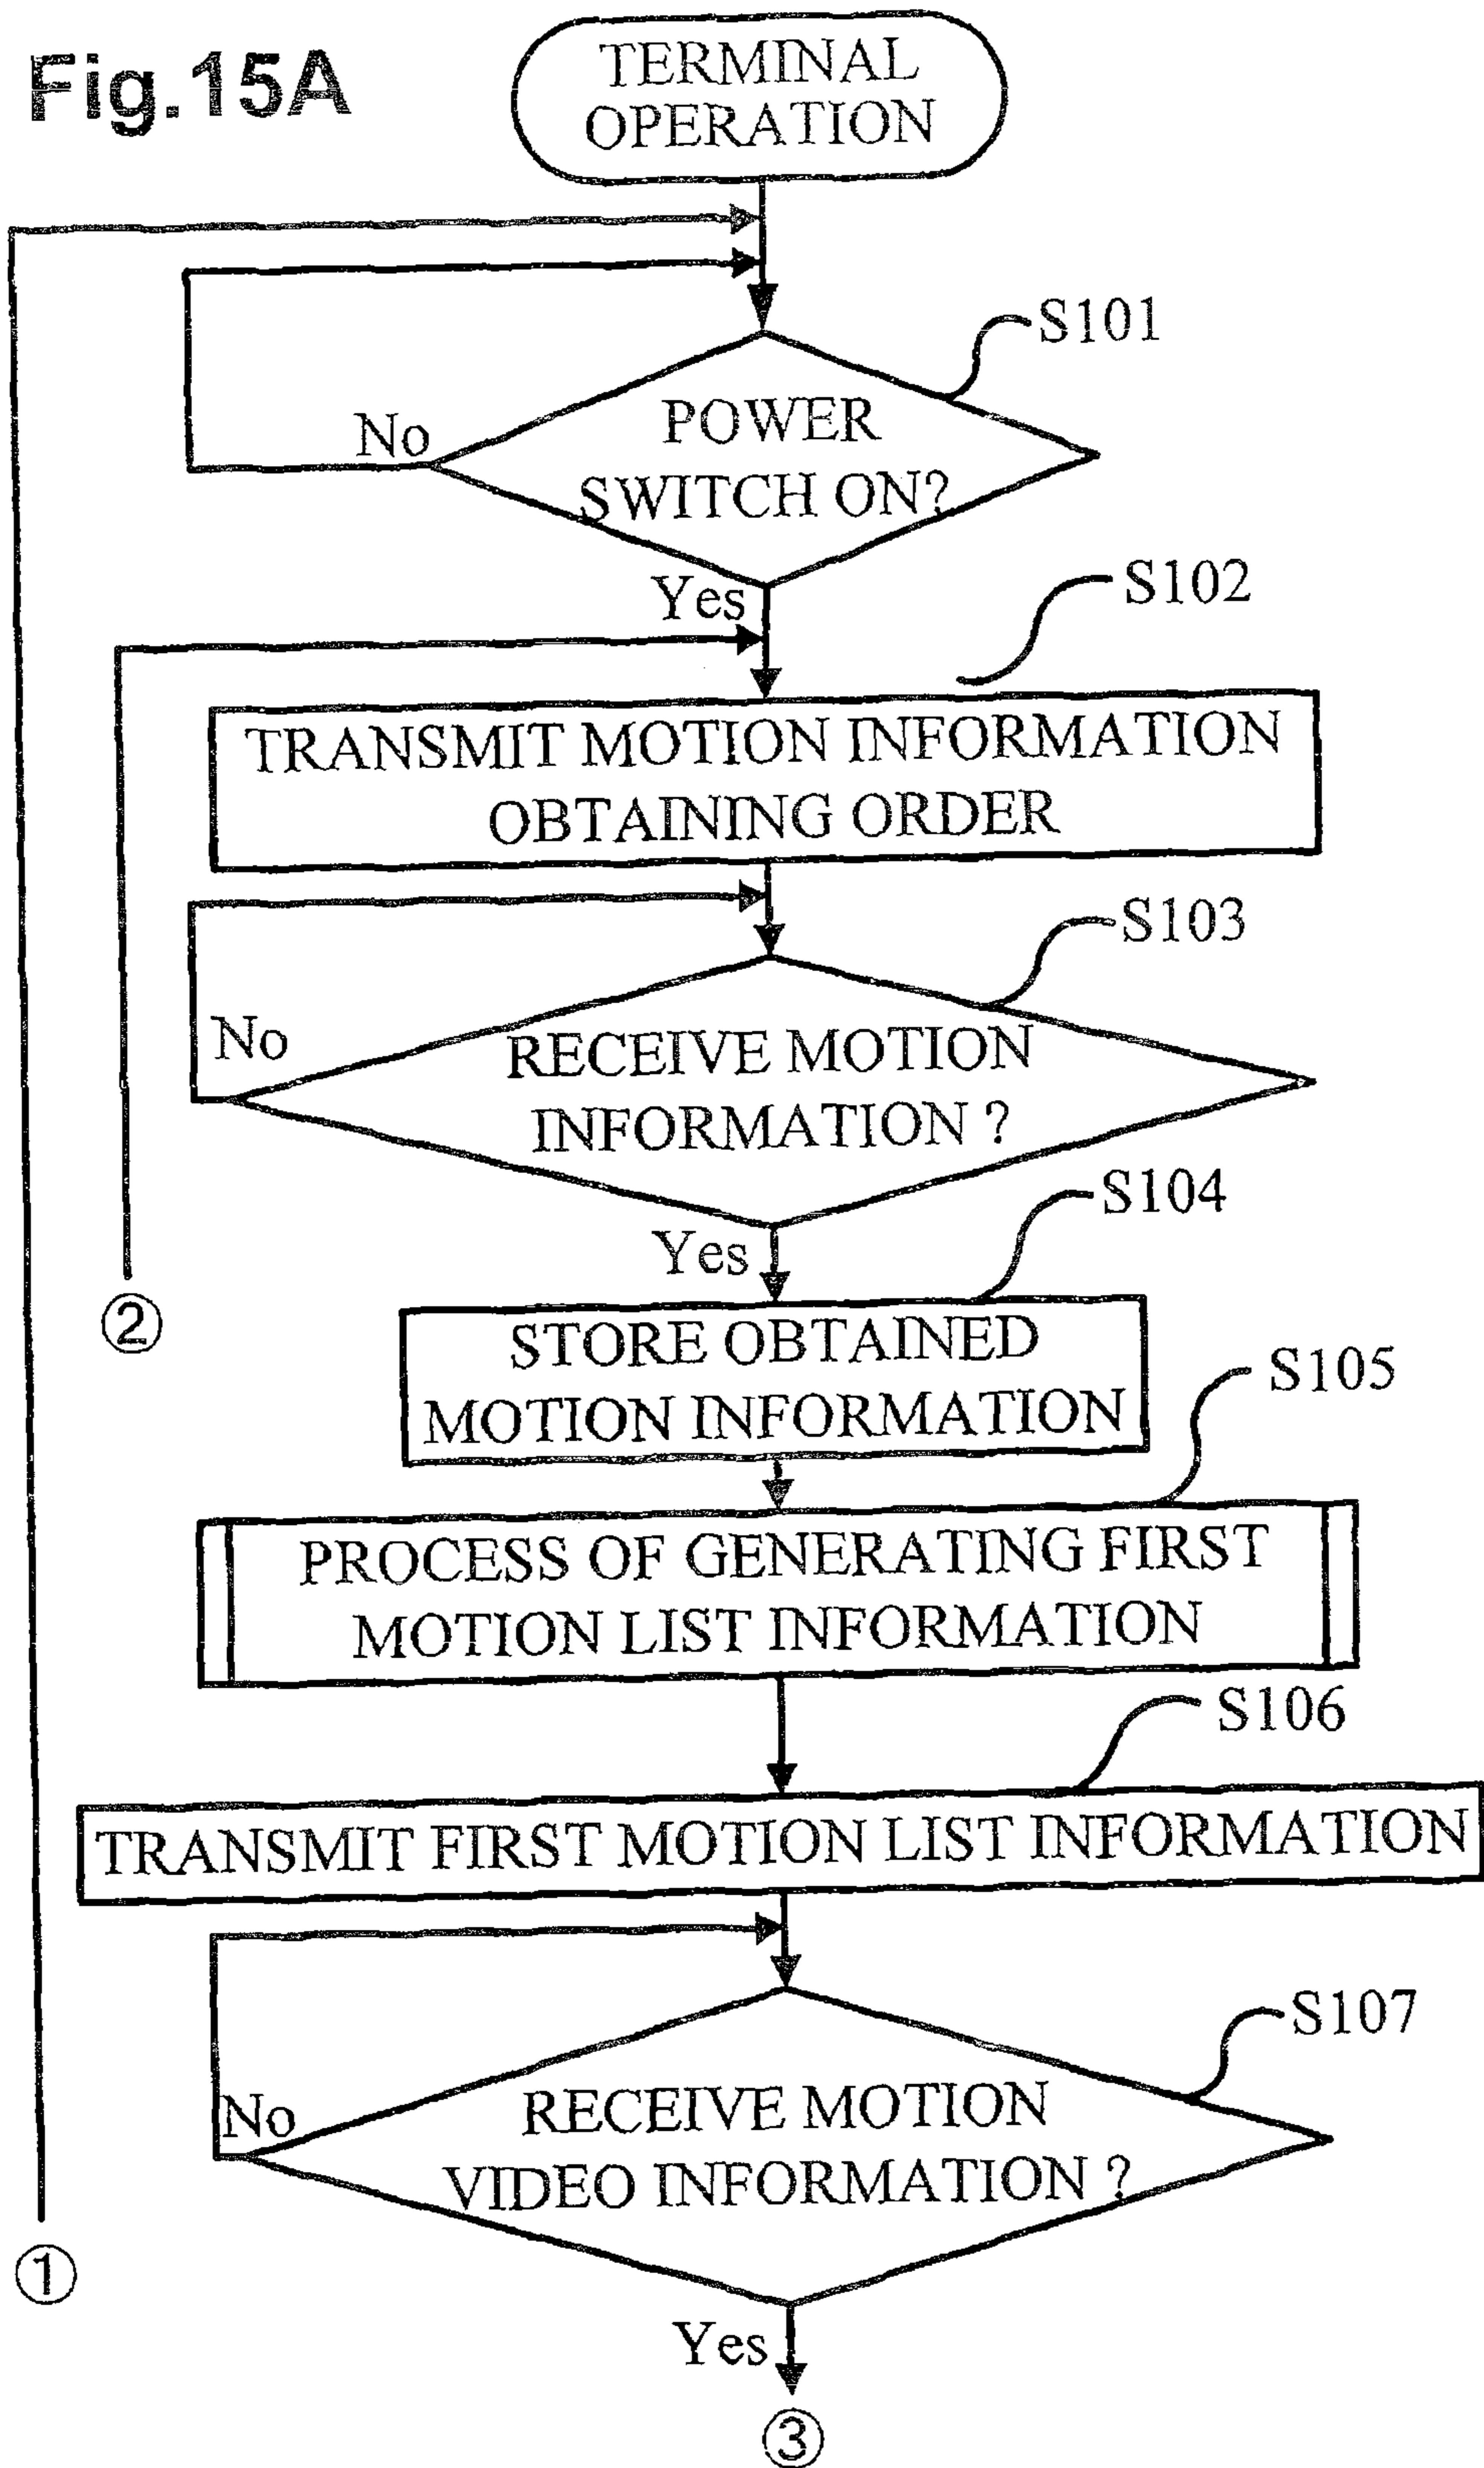 Fig.15A
TERMINAL
OPERATION
S101
POWER
SWITCH ON?
No
Yes
S102
TRANSMIT MOTION INFORMATION
OBTAINING ORDER
S103
No
RECEIVE MOTION
INFORMATION ?
Yes
S104
②
STORE OBTAINED
MOTION INFORMATION
S105
PROCESS OF GENERATING FIRST
MOTION LIST INFORMATION
S106
TRANSMIT FIRST MOTION LIST INFORMATION
S107
No
RECEIVE MOTION
VIDEO INFORMATION ?
①
Yes
③